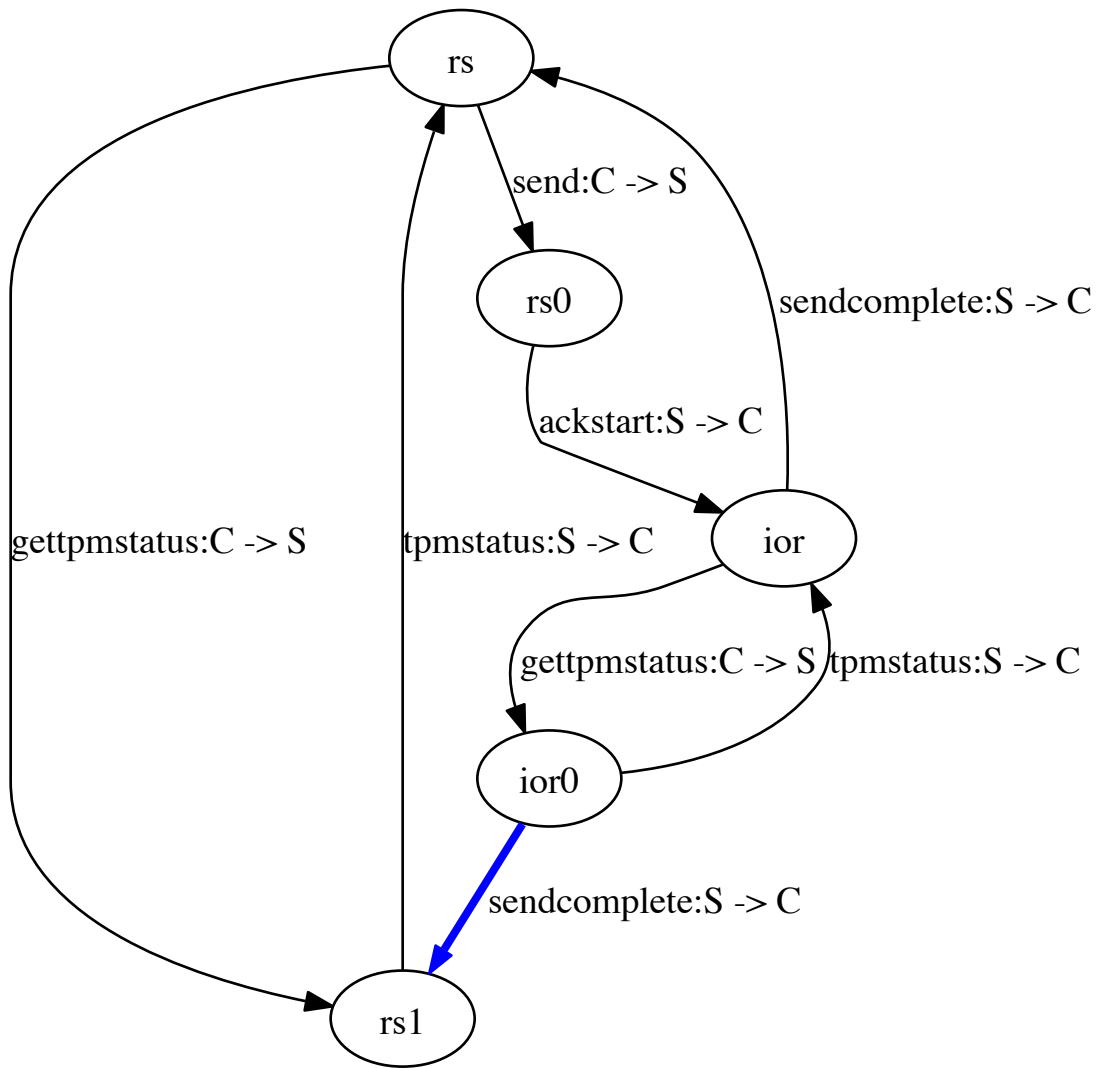 rs
send:C -> S
rs0
sendcomplete:S -> C
ackstart:S -> C
gettpmstatus:C -> S
tpmstatus:S -> C
ior
gettpmstatus:C -> S
tpmstatus:S -> C
ior0
sendcomplete:S -> C
rs1